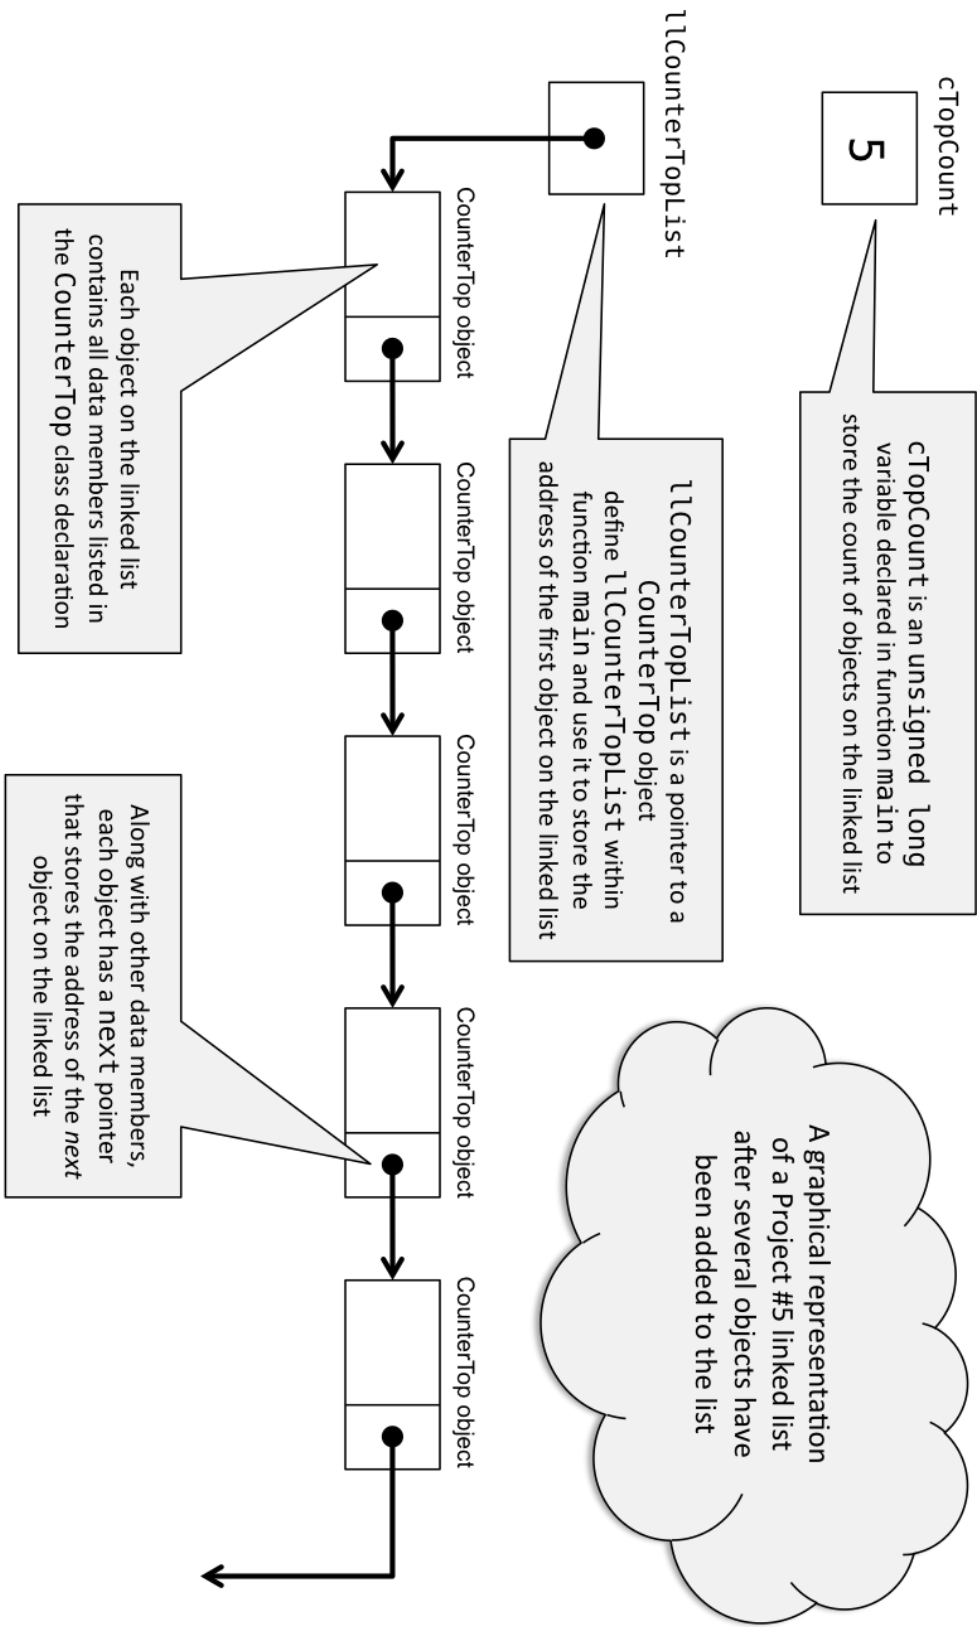 cTopCount
5
cTopCount is an unsigned long
variable declared in function main to
store the count of objects on the linked list
A graphical representation
of a Project #5 linked list
after several objects have
been added to the list
llCounterTopList
llCounterTopList is a pointer to a
CounterTop object
define llCounterTopList within
function main and use it to store the
address of the first object on the linked list
CounterTop object
CounterTop object
CounterTop object
CounterTop object
CounterTop object
Each object on the linked list
contains all data members listed in
the CounterTop class declaration
Along with other data members,
each object has a next pointer
that stores the address of the next
object on the linked list